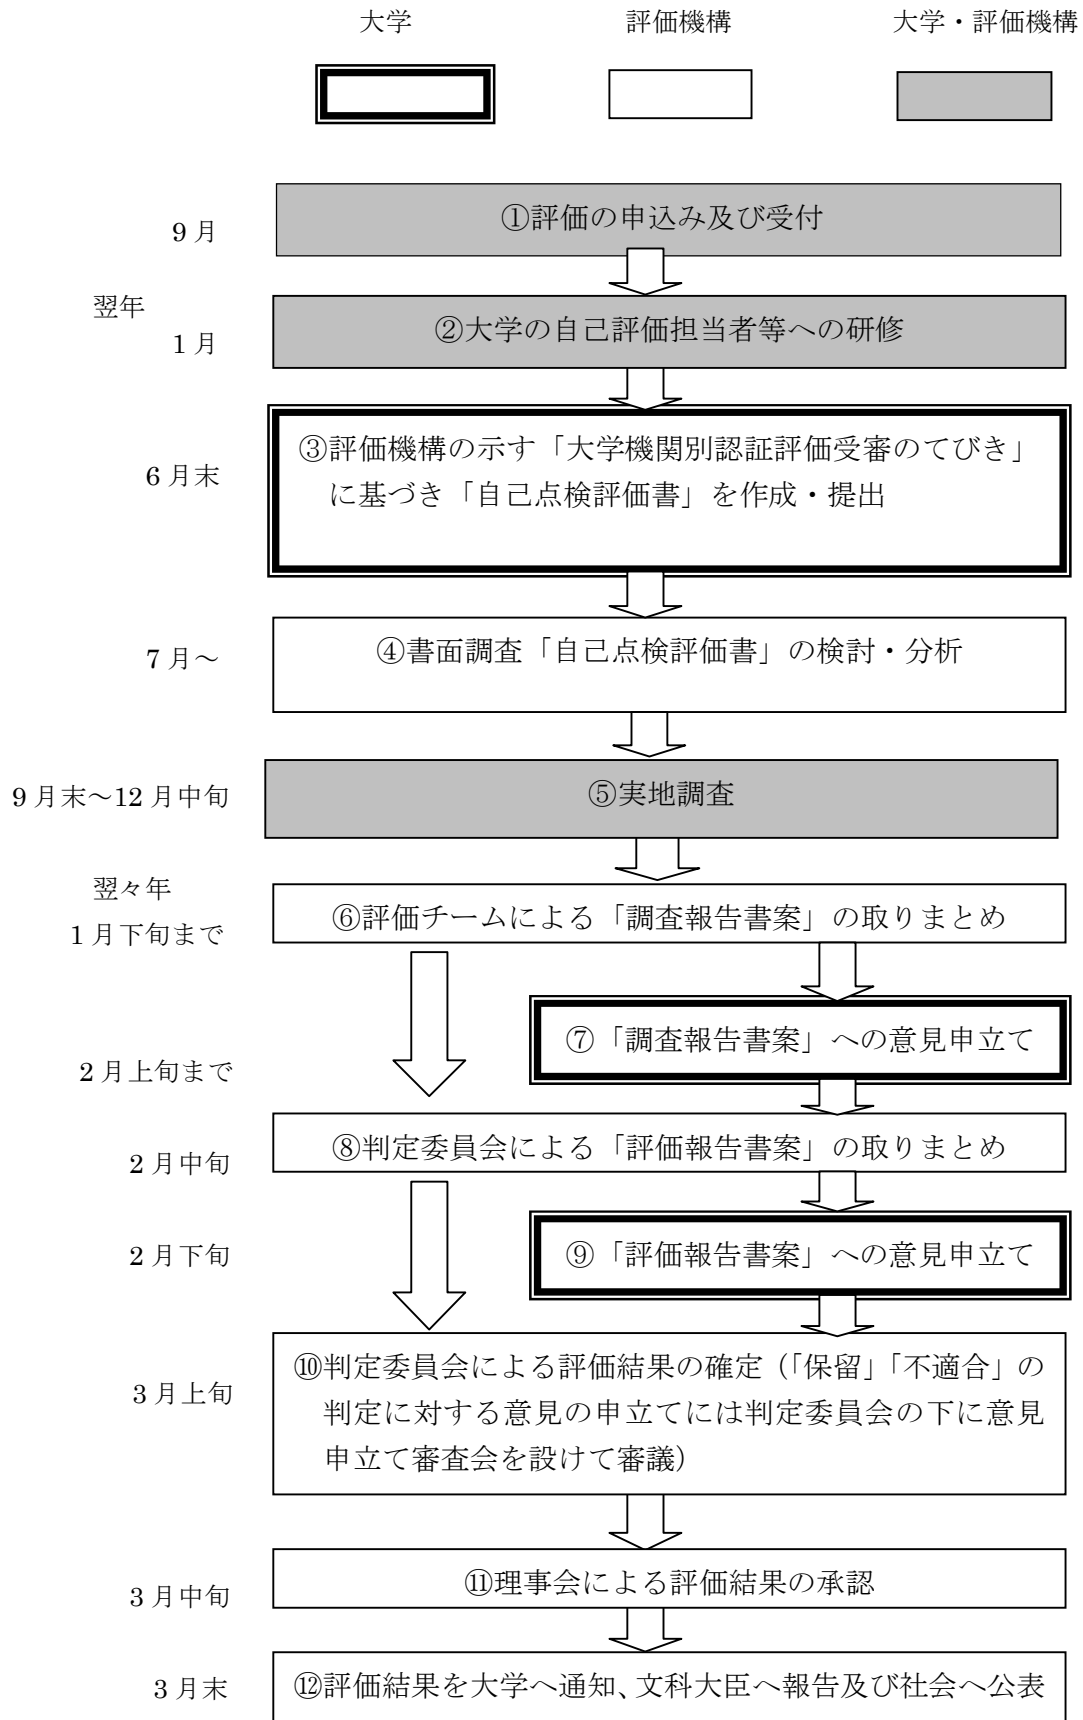 大学
評価機構
大学・評価機構
9月
①評価の申込み及び受付
翌年
1月
②大学の自己評価担当者等への研修
6月末
③評価機構の示す「大学機関別認証評価受審のてびき」
に基づき「自己点検評価書」を作成・提出
7月～
④書面調査「自己点検評価書」の検討・分析
9月末～12月中旬
⑤実地調査
翌々年
1月下旬まで
⑥評価チームによる「調査報告書案」の取りまとめ
2月上旬まで
⑦「調査報告書案」への意見申立て
2月中旬
⑧判定委員会による「評価報告書案」の取りまとめ
2月下旬
⑨「評価報告書案」への意見申立て
3月上旬
⑩判定委員会による評価結果の確定（「保留」「不適合」の
判定に対する意見の申立てには判定委員会の下に意見
申立て審査会を設けて審議）
3月中旬
⑪理事会による評価結果の承認
3月末
⑫評価結果を大学へ通知、文科大臣へ報告及び社会へ公表